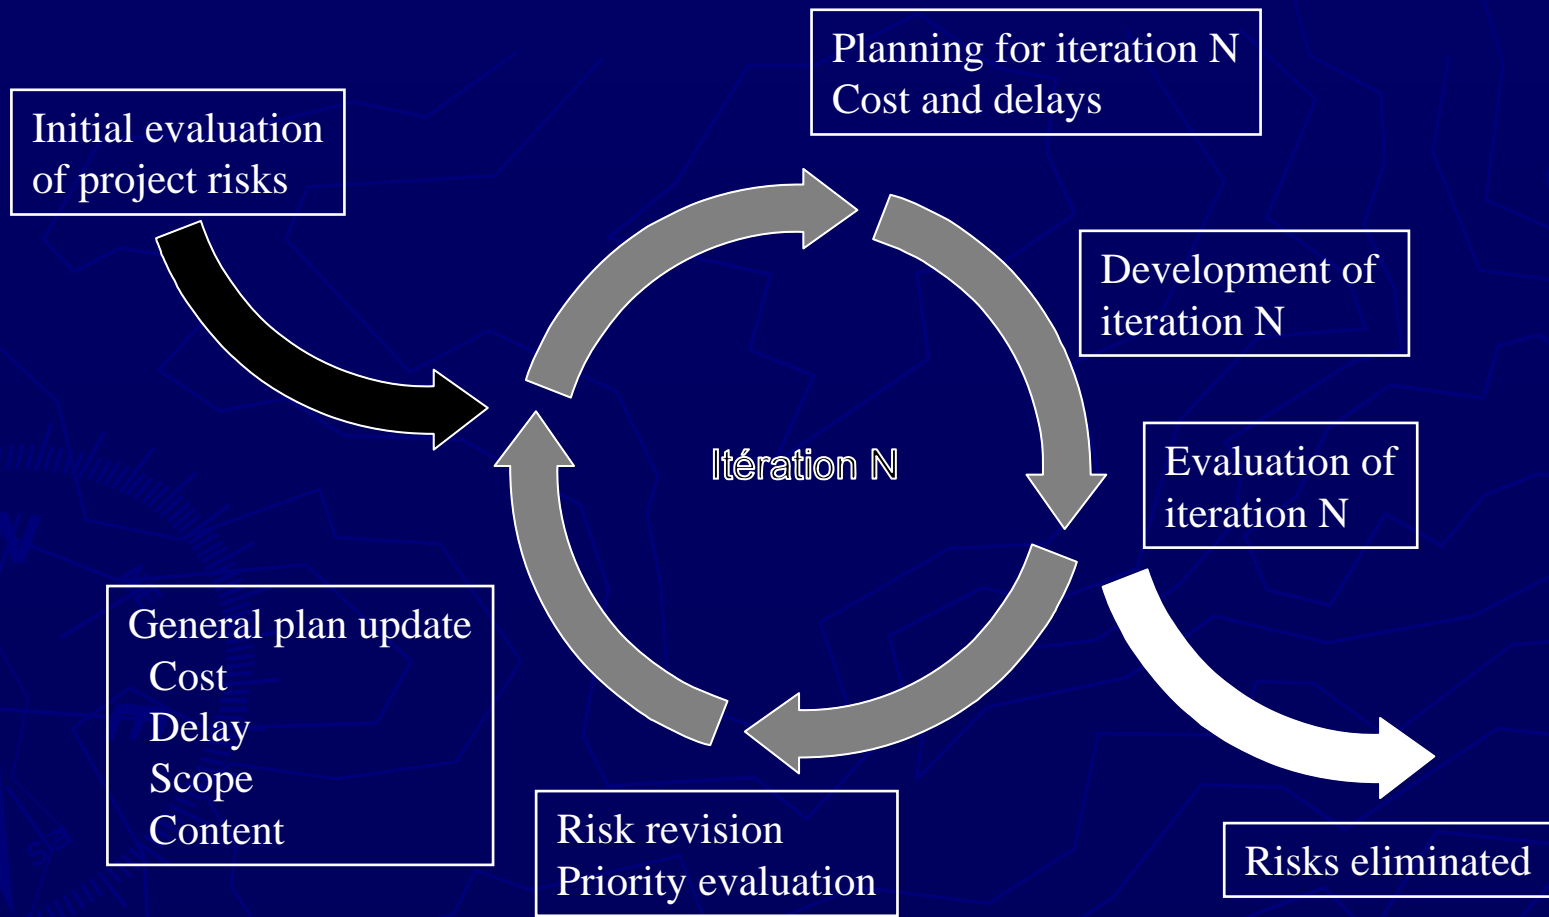 Planning for iteration N
Cost and delays
Initial evaluation
of project risks
Development of
iteration N
Itération N
Evaluation of
iteration N
General plan update
Cost
Delay
Scope
Content
Risk revision
Priority evaluation
Risks eliminated